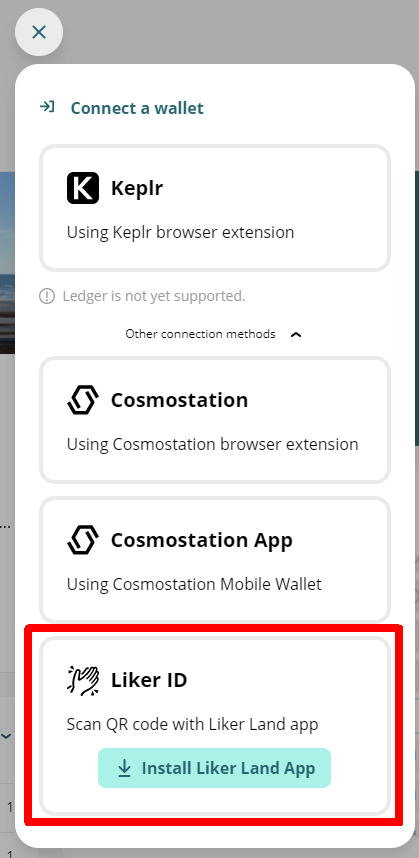 Connect a wallet
Keplr
Using Keplr browser extension
Ledger is not yet supported.
Other connection methods
Cosmostation
Using Cosmostation browser extension
Cosmostation App
Using Cosmostation Mobile Wallet
Liker ID
Scan QR code with Liker Land app
Install Liker Land App
1
1